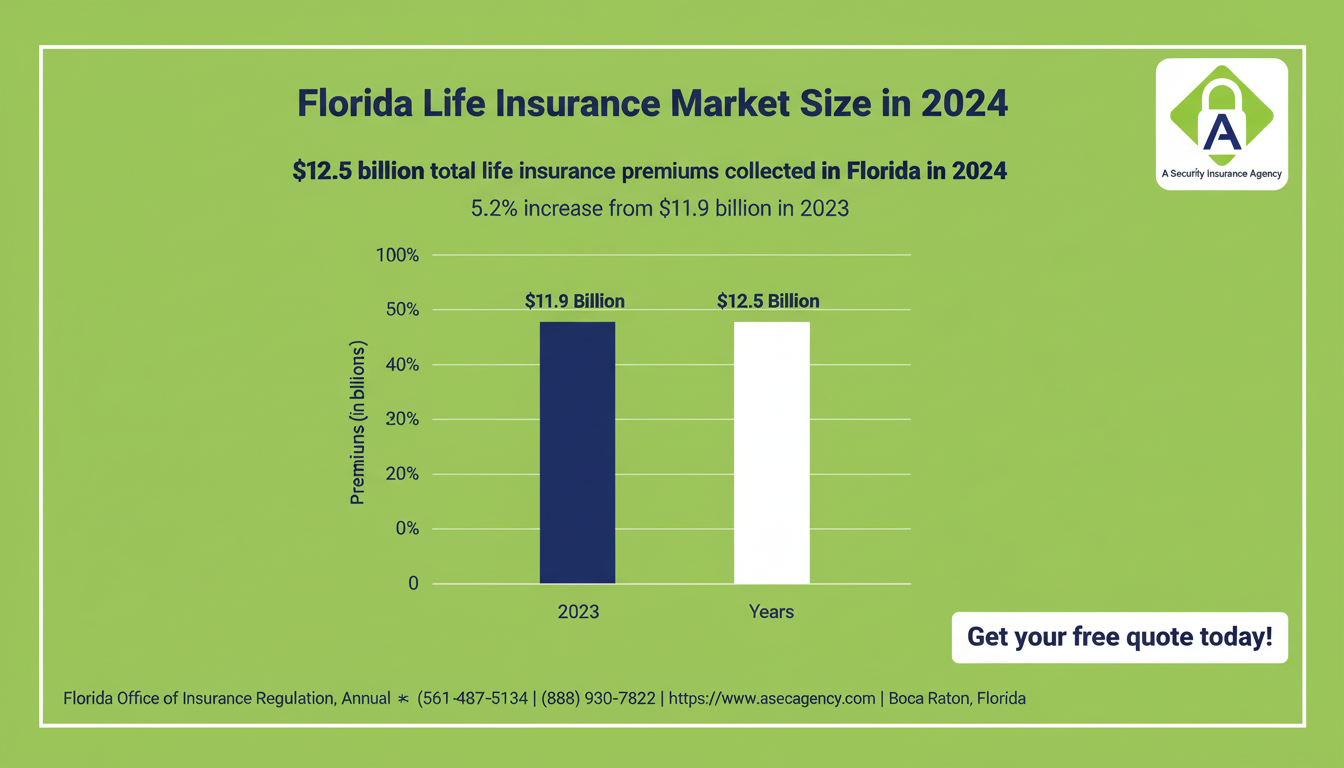 Florida Life Insurance Market Size in 2024
A
A Security Insurance Agency
$12.5 billion total life insurance premiums collected in Florida in 2024
5.2% increase from $11.9 billion in 2023
100%
50%
40%
20%
20%
0%
0
Premiuns (in bllions)
$11.9 Billion
$12.5 Billion
2023
Years
Get your free quote today!
Florida Office of Insurance Regulation, Annual ✳ (561-487-5134 | (888) 930-7822 | https://www.asecagency.com | Boca Raton, Florida